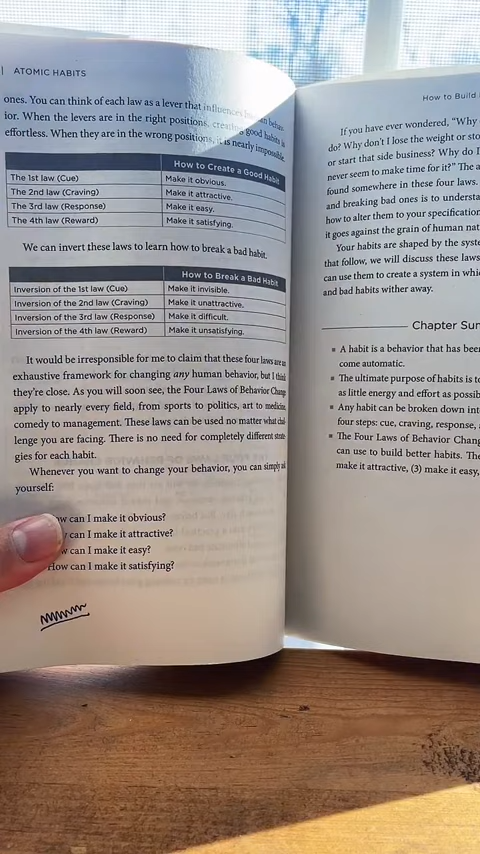 ATOMIC HABITS
ones. You can think of each law as a lever that influences human behav-
ior. When the levers are in the right positions, creating good habits is
effortless. When they are in the wrong positions, it is nearly impossible.
How to Create a Good Habit
The 1st law (Cue) Make it obvious.
The 2nd law (Craving) Make it attractive.
The 3rd law (Response) Make it easy.
The 4th law (Reward) Make it satisfying.
We can invert these laws to learn how to break a bad habit.
How to Break a Bad Habit
Inversion of the 1st law (Cue) Make it invisible.
Inversion of the 2nd law (Craving) Make it unattractive.
Inversion of the 3rd law (Response) Make it difficult.
Inversion of the 4th law (Reward) Make it unsatisfying.
It would be irresponsible for me to claim that these four laws are an
exhaustive framework for changing any human behavior, but I think
they're close. As you will soon see, the Four Laws of Behavior Change
apply to nearly every field, from sports to politics, art to medicine,
comedy to management. These laws can be used no matter what chal-
lenge you are facing. There is no need for completely different strate-
gies for each habit.
Whenever you want to change your behavior, you can simply ask
yourself:
ow can I make it obvious?
can I make it attractive?
w can I make it easy?
How can I make it satisfying?
How to Build
If you have ever wondered, "Why
do? Why don't I lose the weight or sto
or start that side business? Why do I
never seem to make time for it?" The a
found somewhere in these four laws.
and breaking bad ones is to understa
how to alter them to your specification
it goes against the grain of human nat
Your habits are shaped by the syste
that follow, we will discuss these laws
can use them to create a system in whic
and bad habits wither away.
Chapter Sum
A habit is a behavior that has bee
come automatic.
The ultimate purpose of habits is to
as little energy and effort as possib
Any habit can be broken down int
four steps: cue, craving, response,
The Four Laws of Behavior Chang
can use to build better habits. The
make it attractive, (3) make it easy,